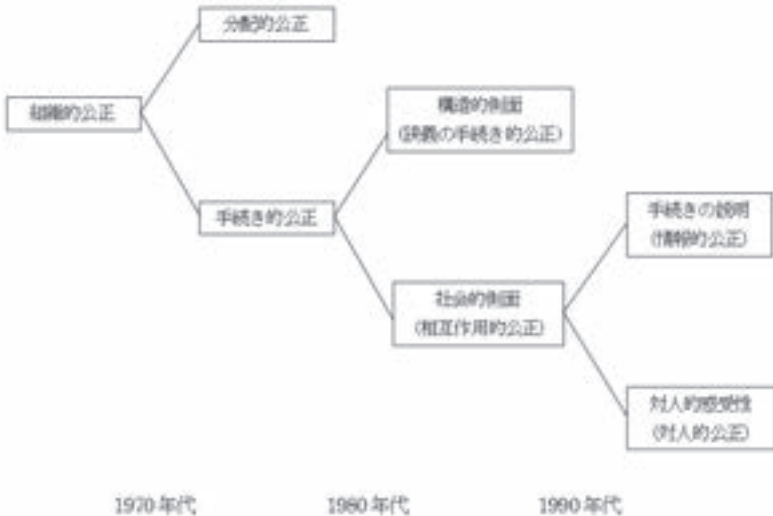 分配的公正
組織的公正
構造的側面
(狭義の手続き的公正)
手続き的公正
手続きの説明
(情報的公正)
社会的側面
(相互作用的公正)
対人的感受性
(対人的公正)
1970年代
1980年代
1990年代